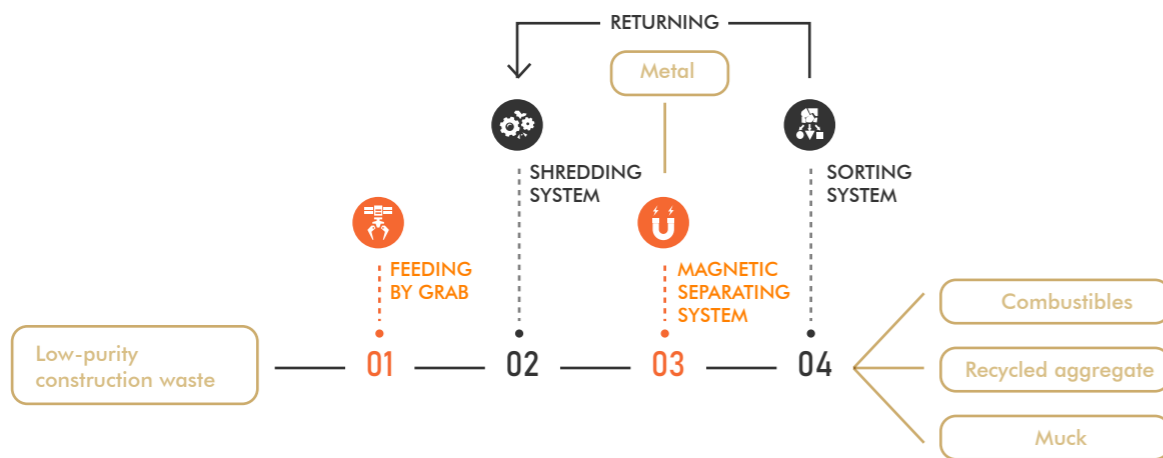 RETURNING
Metal
SHREDDING
SYSTEM
SORTING
SYSTEM
FEEDING
BY GRAB
MAGNETIC
SEPARATING
SYSTEM
Low-purity
construction waste
01
02
03
04
Combustibles
Recycled aggregate
Muck